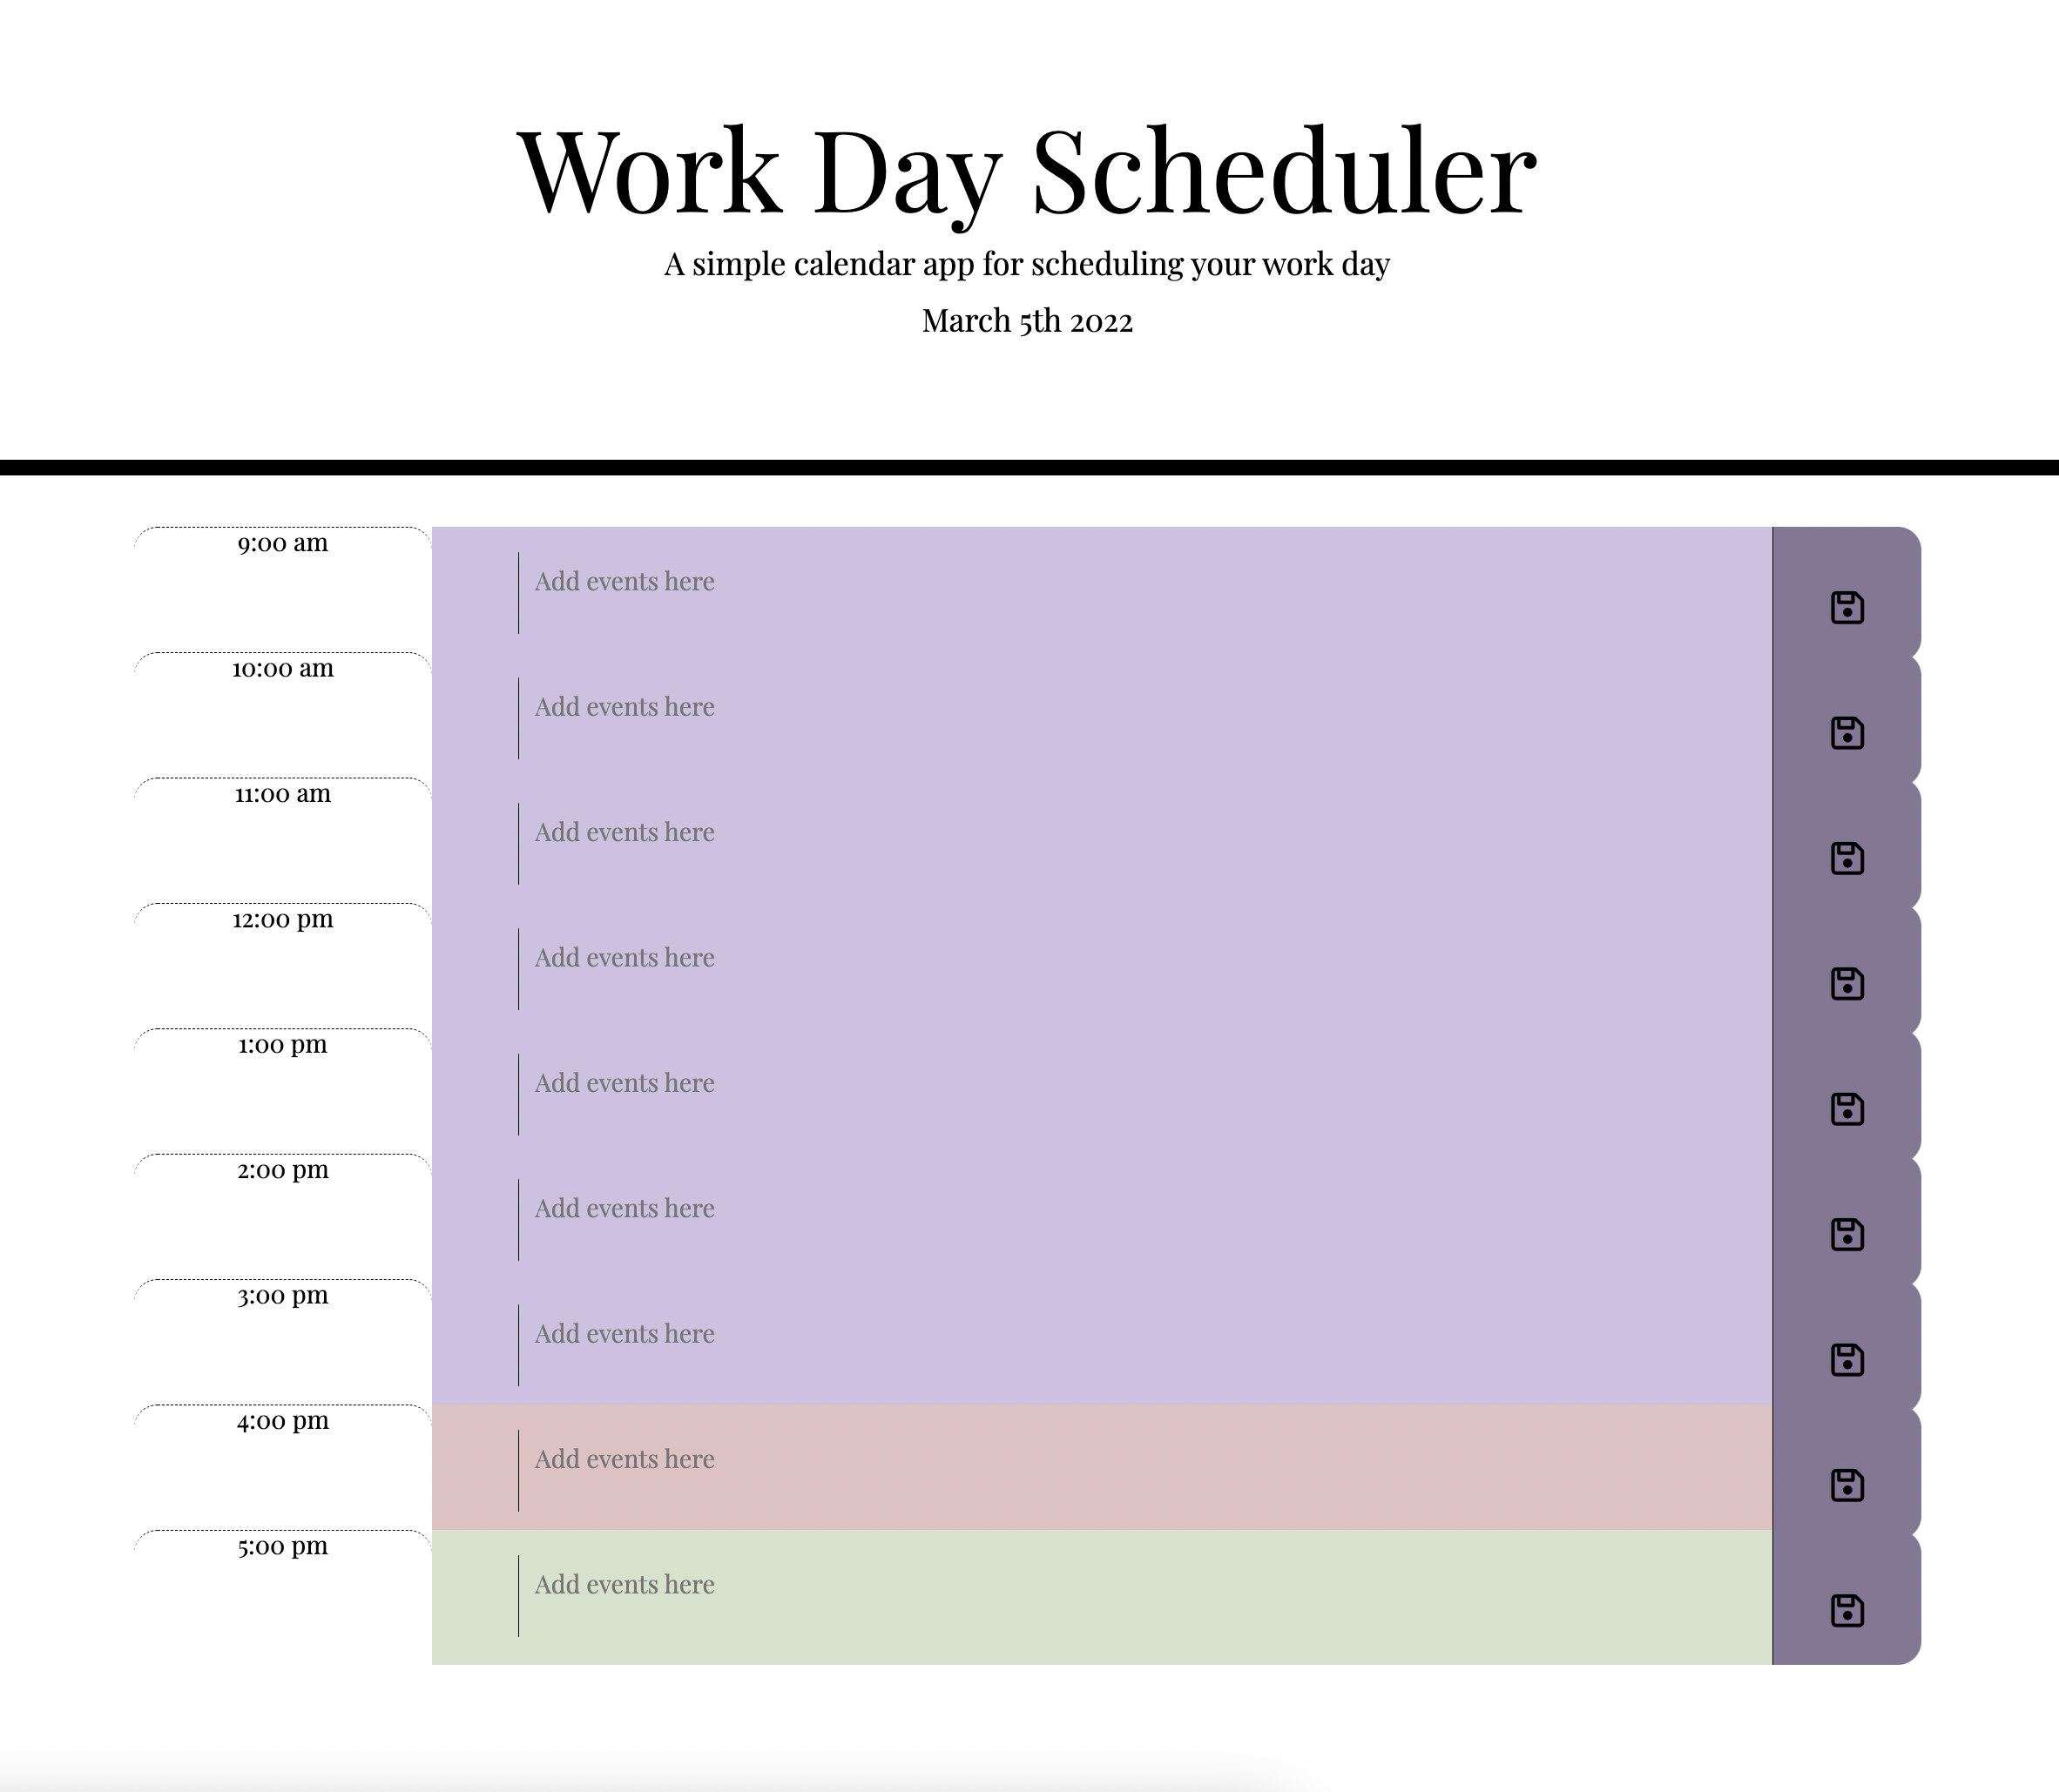 Work Day Scheduler
A simple calendar app for scheduling your work day
March 5th 2022
9:00 am
Add events here
10:00 am
Add events here
11:00 am
Add events here
12:00 pm
Add events here
1:00 pm
Add events here
2:00 pm
Add events here
3:00 pm
Add events here
4:00 pm
Add events here
5:00 pm
Add events here